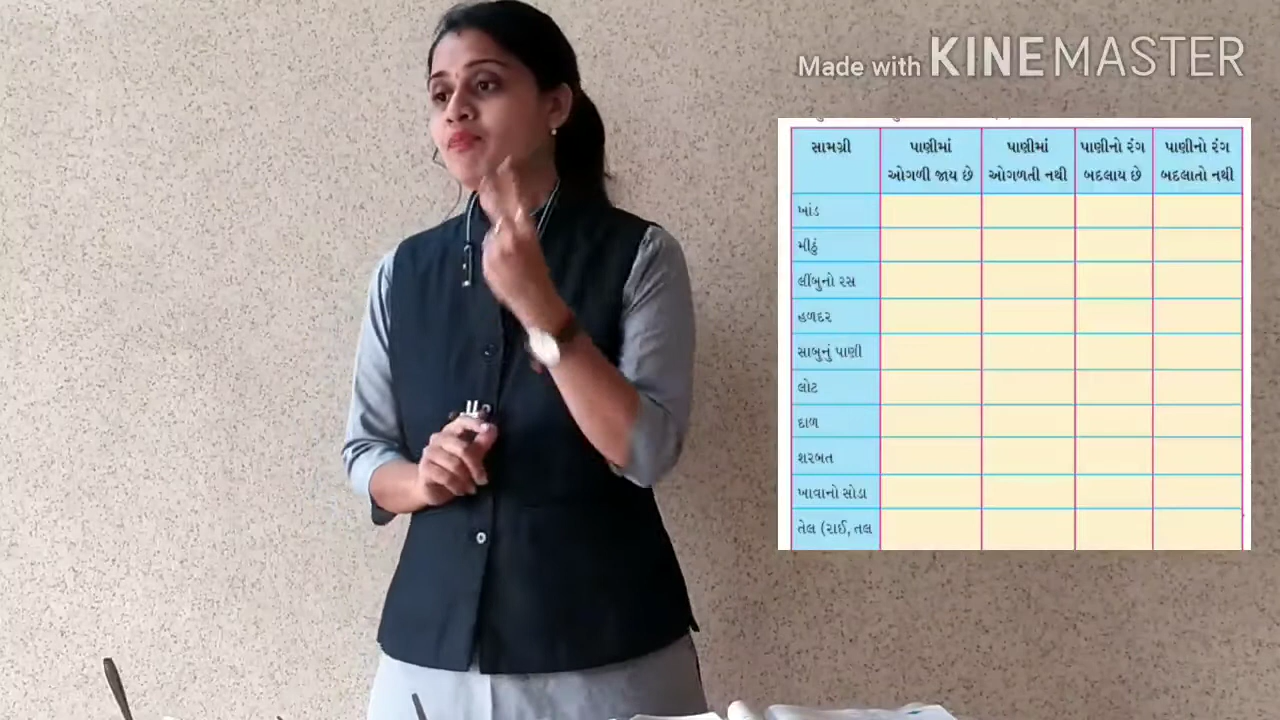 Made with KINEMASTER
સામગ્રી પાણીમાં ઓગળી જાય છે પાણીમાં ઓગળતી નથી પાણીનો રંગ બદલાય છે પાણીનો રંગ બદલાતો નથી
ખાંડ
મીઠું
લીંબુનો રસ
હળદર
સાબુનું પાણી
લોટ
દાળ
શરબત
ખાવાનો સોડા
તેલ (રાઈ, તલ